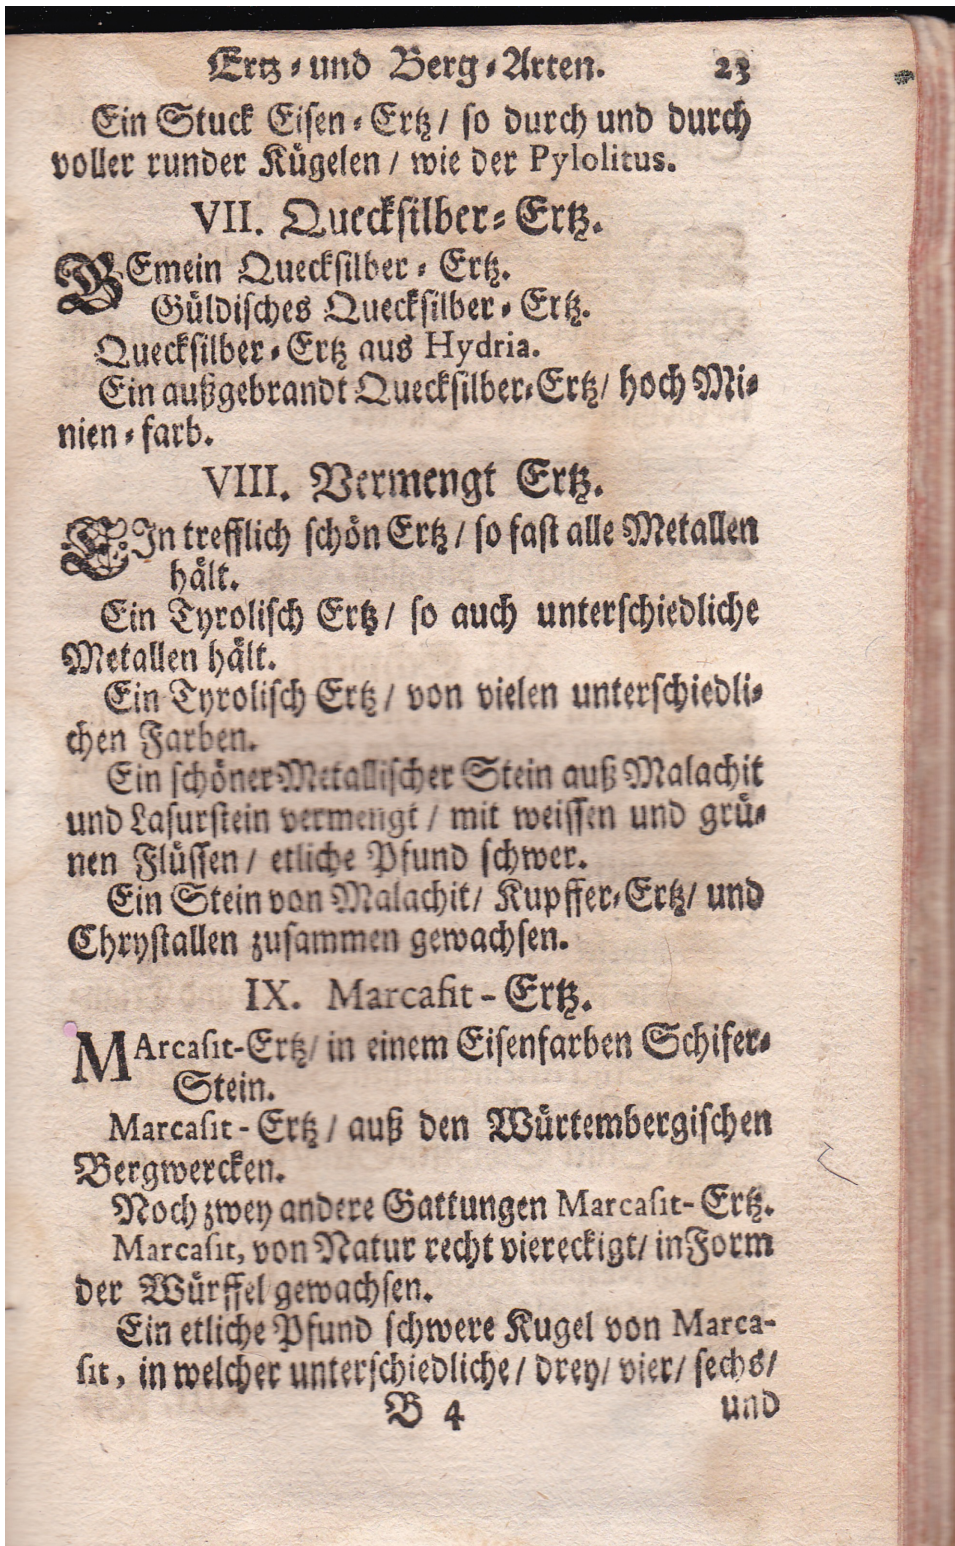 Ertz-und Berg-Arten. 23
Ein Stuck Eisen-Ertz / so durch und durch
voller runder Kügelen / wie der Pylolitus.
VII. Quecksilber-Ertz.
GEmein Quecksilber-Ertz.
Güldisches Quecksilber-Ertz.
Quecksilber-Ertz aus Hydria.
Ein außgebrandt Quecksilber-Ertz / hoch Mi-
nien-farb.
VIII. Vermengt Ertz.
EIn trefflich schön Ertz / so fast alle Metallen
hält.
Ein Tyrolisch Ertz / so auch unterschiedliche
Metallen hält.
Ein Tyrolisch Ertz / von vielen unterschiedli-
chen Farben.
Ein schöner Metallischer Stein auß Malachit
und Lasurstein vermengt / mit weissen und grü-
nen Flüssen / etliche Pfund schwer.
Ein Stein von Malachit / Kupffer-Ertz / und
Chrystallen zusammen gewachsen.
IX. Marcasit-Ertz.
MArcasit-Ertz / in einem Eisenfarben Schifer-
Stein.
Marcasit-Ertz / auß den Würtembergischen
Bergwercken.
Noch zwey andere Gattungen Marcasit-Ertz.
Marcasit, von Natur recht viereckigt / in Form
der Würffel gewachsen.
Ein etliche Pfund schwere Kugel von Marca-
sit, in welcher unterschiedliche / drey / vier / sechs /
B 4 und